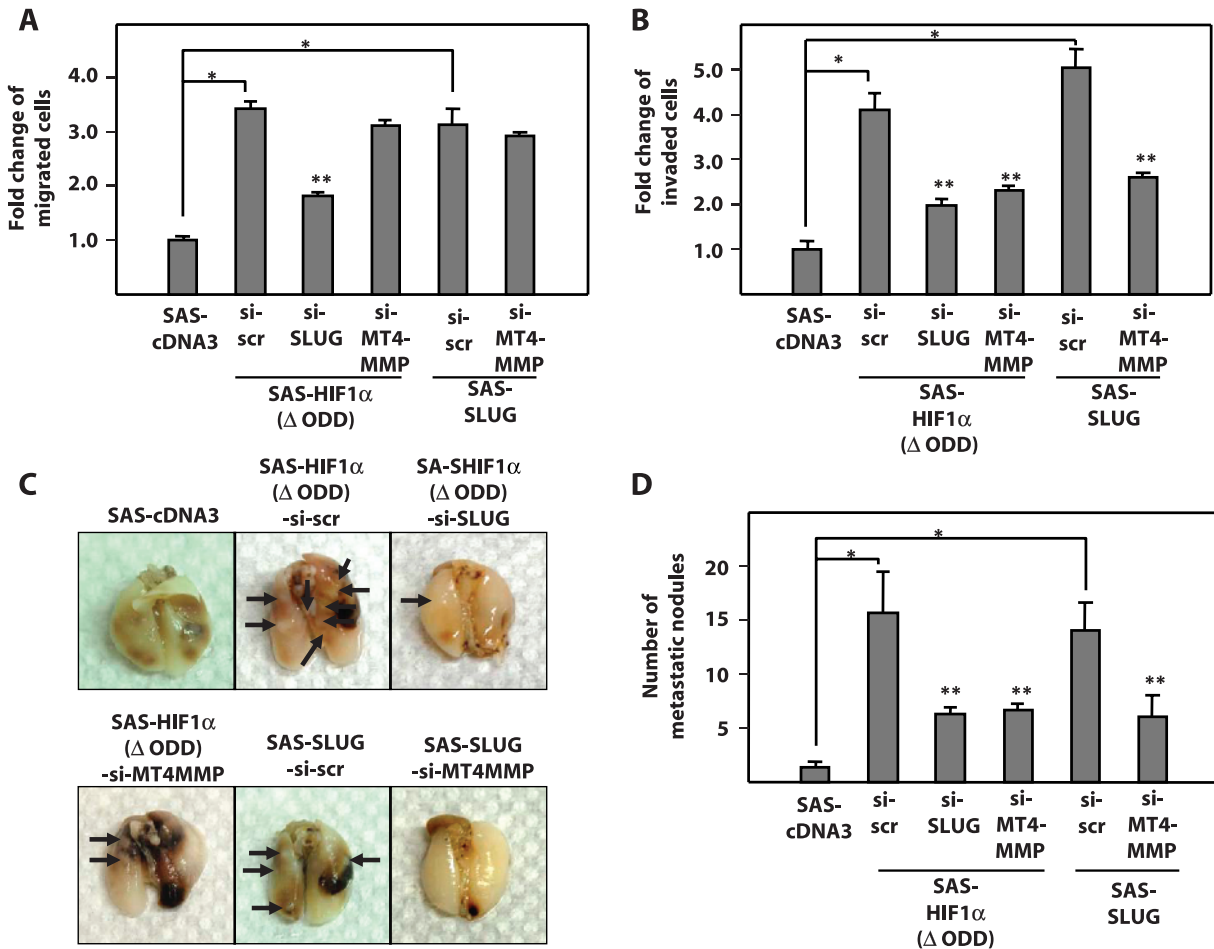 A
Fold change of
migrated cells
4.0
3.0
2.0
1.0
*
*
**
SAS-
cDNA3
si-
scr
si-
SLUG
si-
MT4-
MMP
si-
scr
si-
MT4-
MMP
SAS-HIF1α
(Δ ODD)
SAS-
SLUG
B
Fold change of
invaded cells
5.0
4.0
3.0
2.0
1.0
*
*
**
**
**
SAS-
cDNA3
si-
scr
si-
SLUG
si-
MT4-
MMP
si-
scr
si-
MT4-
MMP
SAS-
HIF1α
(Δ ODD)
SAS-
SLUG
C
SAS-cDNA3
SAS-HIF1α
(Δ ODD)
-si-scr
SA-SHIF1α
(Δ ODD)
-si-SLUG
SAS-HIF1α
(Δ ODD)
-si-MT4MMP
SAS-SLUG
-si-scr
SAS-SLUG
-si-MT4MMP
D
Number of
metastatic nodules
20
15
10
5
*
*
**
**
**
SAS-
cDNA3
si-
scr
si-
SLUG
si-
MT4-
MMP
si-
scr
si-
MT4-
MMP
SAS-
HIF1α
(Δ ODD)
SAS-
SLUG